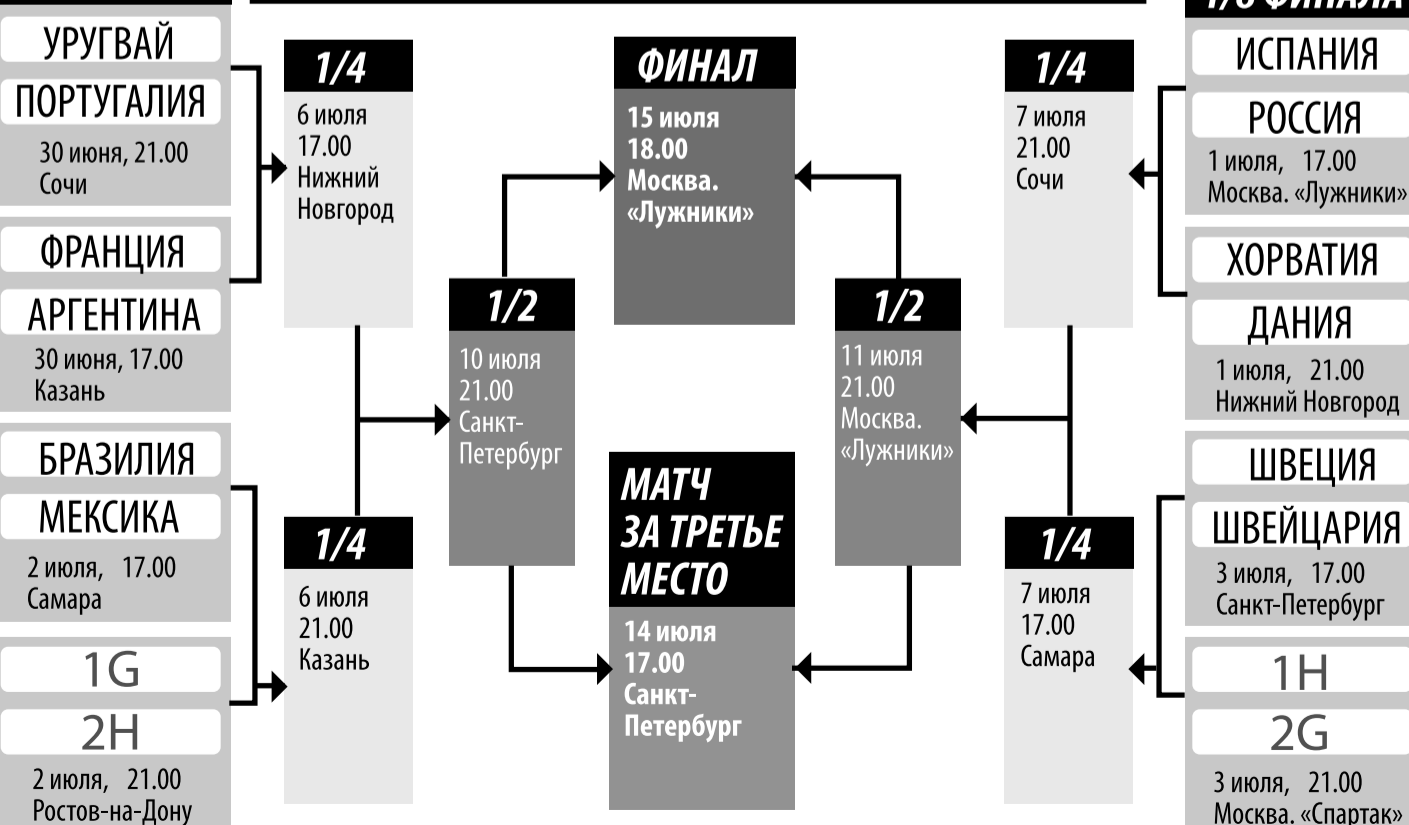 УРУГВАЙ
ПОРТУГАЛИЯ
30 июня, 21.00
Сочи
ФРАНЦИЯ
АРГЕНТИНА
30 июня, 17.00
Казань
БРАЗИЛИЯ
МЕКСИКА
2 июля, 17.00
Самара
1G
2H
2 июля, 21.00
Ростов-на-Дону
1/4
6 июля
17.00
Нижний
Новгород
1/4
6 июля
21.00
Казань
1/2
10 июля
21.00
Санкт-
Петербург
ФИНАЛ
15 июля
18.00
Москва.
«Лужники»
МАТЧ
ЗА ТРЕТЬЕ
МЕСТО
14 июля
17.00
Санкт-
Петербург
1/2
11 июля
21.00
Москва.
«Лужники»
1/4
7 июля
21.00
Сочи
1/4
7 июля
17.00
Самара
1/8 ФИНАЛА
ИСПАНИЯ
РОССИЯ
1 июля, 17.00
Москва. «Лужники»
ХОРВАТИЯ
ДАНИЯ
1 июля, 21.00
Нижний Новгород
ШВЕЦИЯ
ШВЕЙЦАРИЯ
3 июля, 17.00
Санкт-Петербург
1H
2G
3 июля, 21.00
Москва. «Спартак»